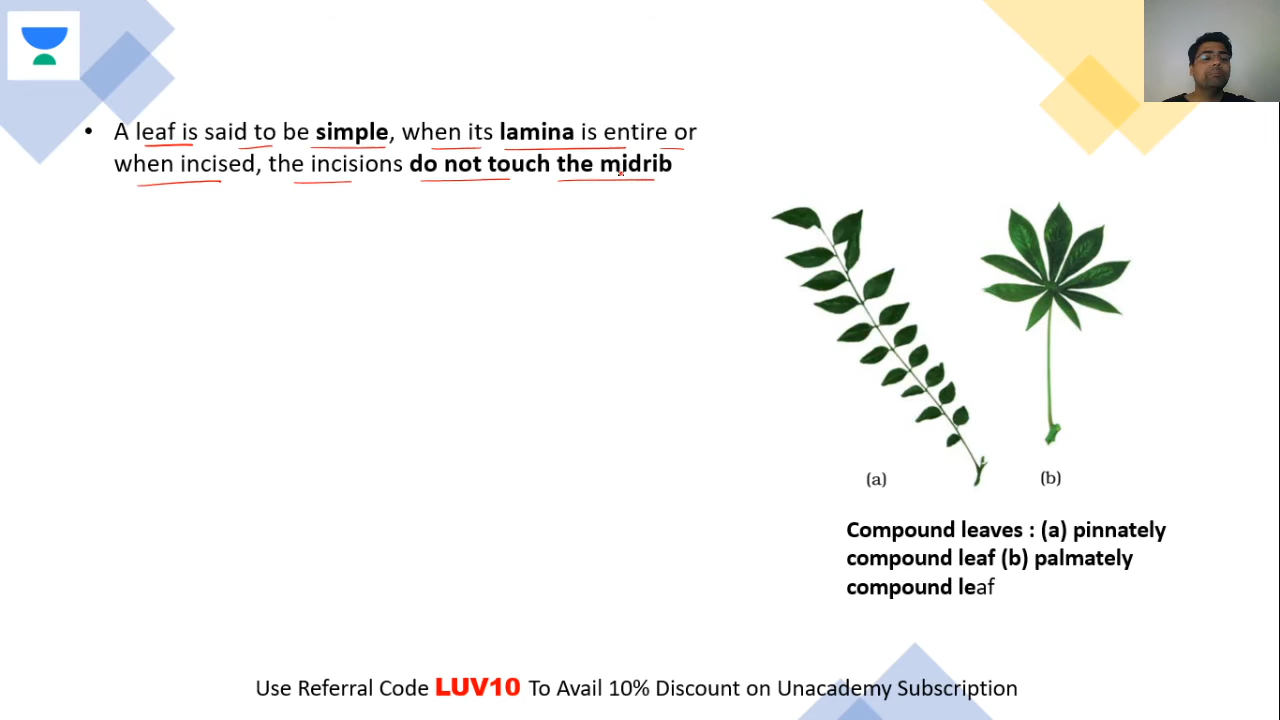 • A leaf is said to be simple, when its lamina is entire or
when incised, the incisions do not touch the midrib
(a)
(b)
Compound leaves : (a) pinnately
compound leaf (b) palmately
compound leaf
Use Referral Code LUV10 To Avail 10% Discount on Unacademy Subscription